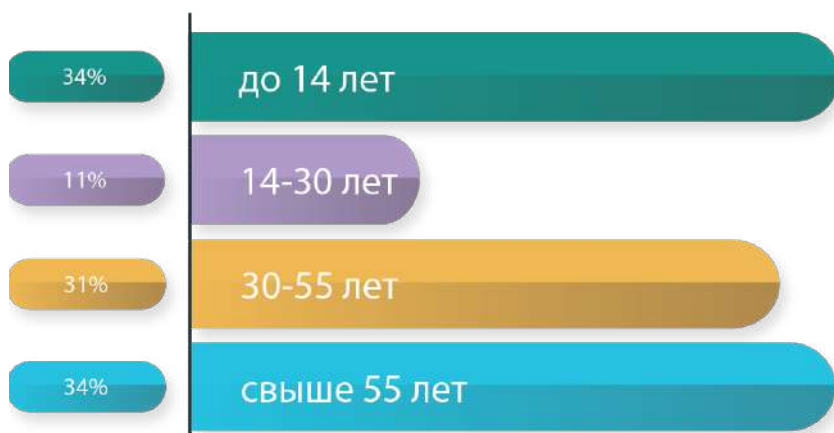 34% до 14 лет
11% 14-30 лет
31% 30-55 лет
34% свыше 55 лет